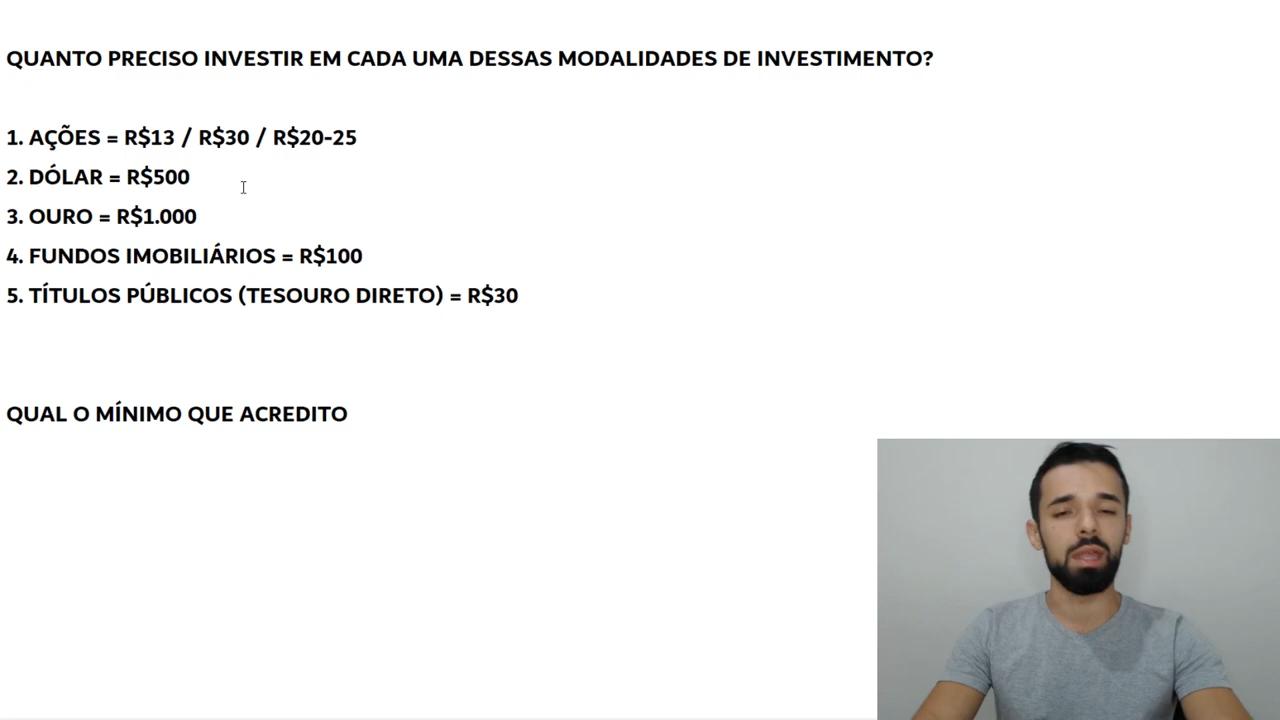 QUANTO PRECISO INVESTIR EM CADA UMA DESSAS MODALIDADES DE INVESTIMENTO?
1. AÇÕES = R$13 / R$30 / R$20-25
2. DÓLAR = R$500
3. OURO = R$1.000
4. FUNDOS IMOBILIÁRIOS = R$100
5. TÍTULOS PÚBLICOS (TESOURO DIRETO) = R$30
QUAL O MÍNIMO QUE ACREDITO